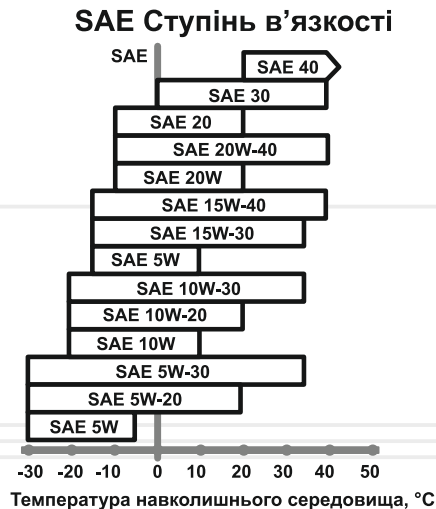 SAE Ступінь в’язкості
SAE
SAE 40
SAE 30
SAE 20
SAE 20W-40
SAE 20W
SAE 15W-40
SAE 15W-30
SAE 5W
SAE 10W-30
SAE 10W-20
SAE 10W
SAE 5W-30
SAE 5W-20
SAE 5W
-30 -20 -10 0 10 20 30 40 50
Температура навколишнього середовища, °C